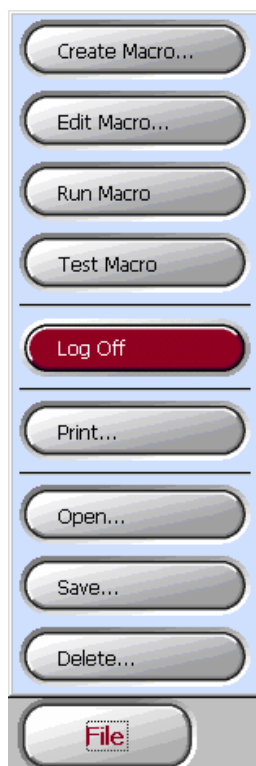 Create Macro...
Edit Macro...
Run Macro
Test Macro
Log Off
Print...
Open...
Save...
Delete...
File